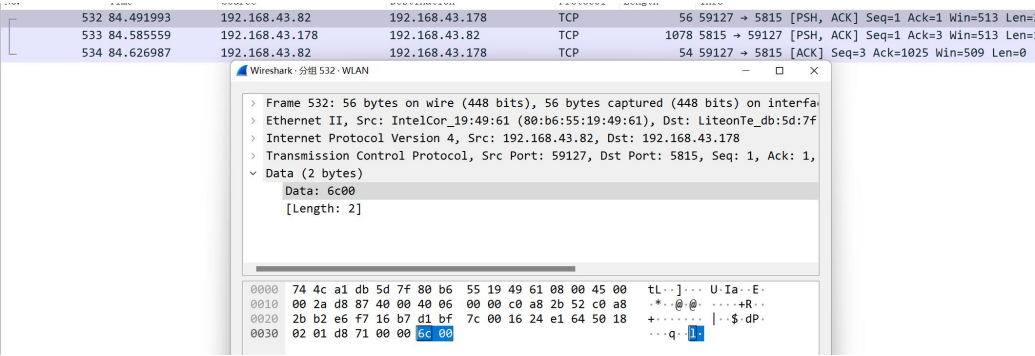 532 84.491993 192.168.43.82 192.168.43.178 TCP 56 59127 → 5815 [PSH, ACK] Seq=1 Ack=1 Win=513 Len=
533 84.585559 192.168.43.178 192.168.43.82 TCP 1078 5815 → 59127 [PSH, ACK] Seq=1 Ack=3 Win=513 Len=
534 84.626987 192.168.43.82 192.168.43.178 TCP 54 59127 → 5815 [ACK] Seq=3 Ack=1025 Win=509 Len=0
Wireshark · 分组 532 · WLAN
Frame 532: 56 bytes on wire (448 bits), 56 bytes captured (448 bits) on interfa
Ethernet II, Src: IntelCor_19:49:61 (80:b6:55:19:49:61), Dst: LiteonTe_db:5d:7f
Internet Protocol Version 4, Src: 192.168.43.82, Dst: 192.168.43.178
Transmission Control Protocol, Src Port: 59127, Dst Port: 5815, Seq: 1, Ack: 1,
Data (2 bytes)
Data: 6c00
[Length: 2]
0000 74 4c a1 db 5d 7f 80 b6 55 19 49 61 08 00 45 00 tL··]··· U·Ia··E·
0010 00 2a d8 87 40 00 40 06 00 00 c0 a8 2b 52 c0 a8 ·*··@·@· ····+R··
0020 2b b2 e6 f7 16 b7 d1 bf 7c 00 16 24 e1 64 50 18 +······· |··$·dP·
0030 02 01 d8 71 00 00 6c 00 ···q··l·